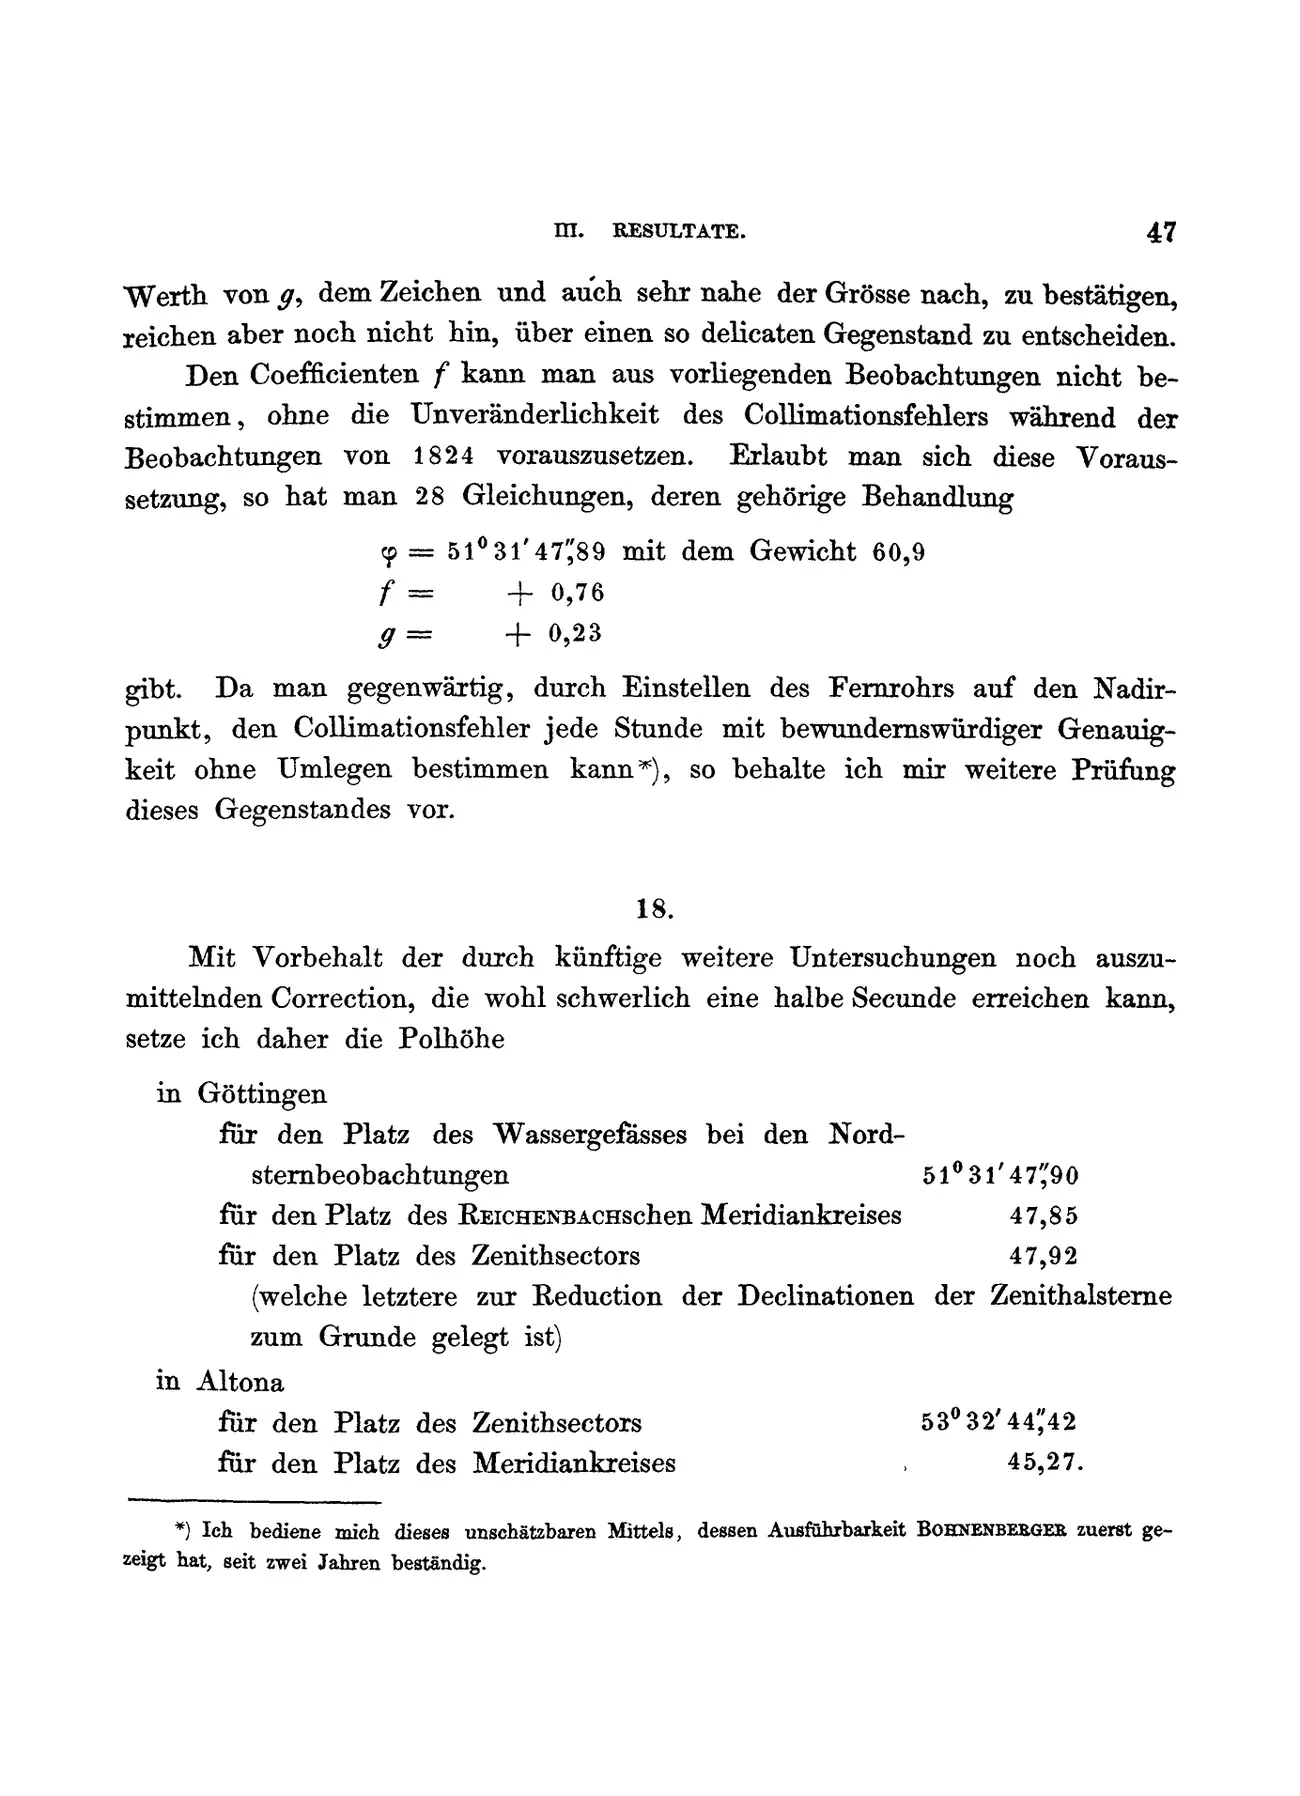 III. RESULTATE. 47
Werth von g, dem Zeichen und auch sehr nahe der Grösse nach, zu bestätigen,
reichen aber noch nicht hin, über einen so delicaten Gegenstand zu entscheiden.
Den Coefficienten f kann man aus vorliegenden Beobachtungen nicht be-
stimmen, ohne die Unveränderlichkeit des Collimationsfehlers während der
Beobachtungen von 1824 vorauszusetzen. Erlaubt man sich diese Voraus-
setzung, so hat man 28 Gleichungen, deren gehörige Behandlung
φ = 51⁰31′47″,89 mit dem Gewicht 60,9
f = + 0,76
g = + 0,23
gibt. Da man gegenwärtig, durch Einstellen des Fernrohrs auf den Nadir-
punkt, den Collimationsfehler jede Stunde mit bewundernswürdiger Genauig-
keit ohne Umlegen bestimmen kann*), so behalte ich mir weitere Prüfung
dieses Gegenstandes vor.
18.
Mit Vorbehalt der durch künftige weitere Untersuchungen noch auszu-
mittelnden Correction, die wohl schwerlich eine halbe Secunde erreichen kann,
setze ich daher die Polhöhe
in Göttingen
für den Platz des Wassergefässes bei den Nord-
sternbeobachtungen 51⁰31′47″,90
für den Platz des REICHENBACHschen Meridiankreises 47,85
für den Platz des Zenithsectors 47,92
(welche letztere zur Reduction der Declinationen der Zenithalsterne
zum Grunde gelegt ist)
in Altona
für den Platz des Zenithsectors 53⁰32′44″,42
für den Platz des Meridiankreises 45,27.
*) Ich bediene mich dieses unschätzbaren Mittels, dessen Ausführbarkeit BOHNENBERGER zuerst ge-
zeigt hat, seit zwei Jahren beständig.